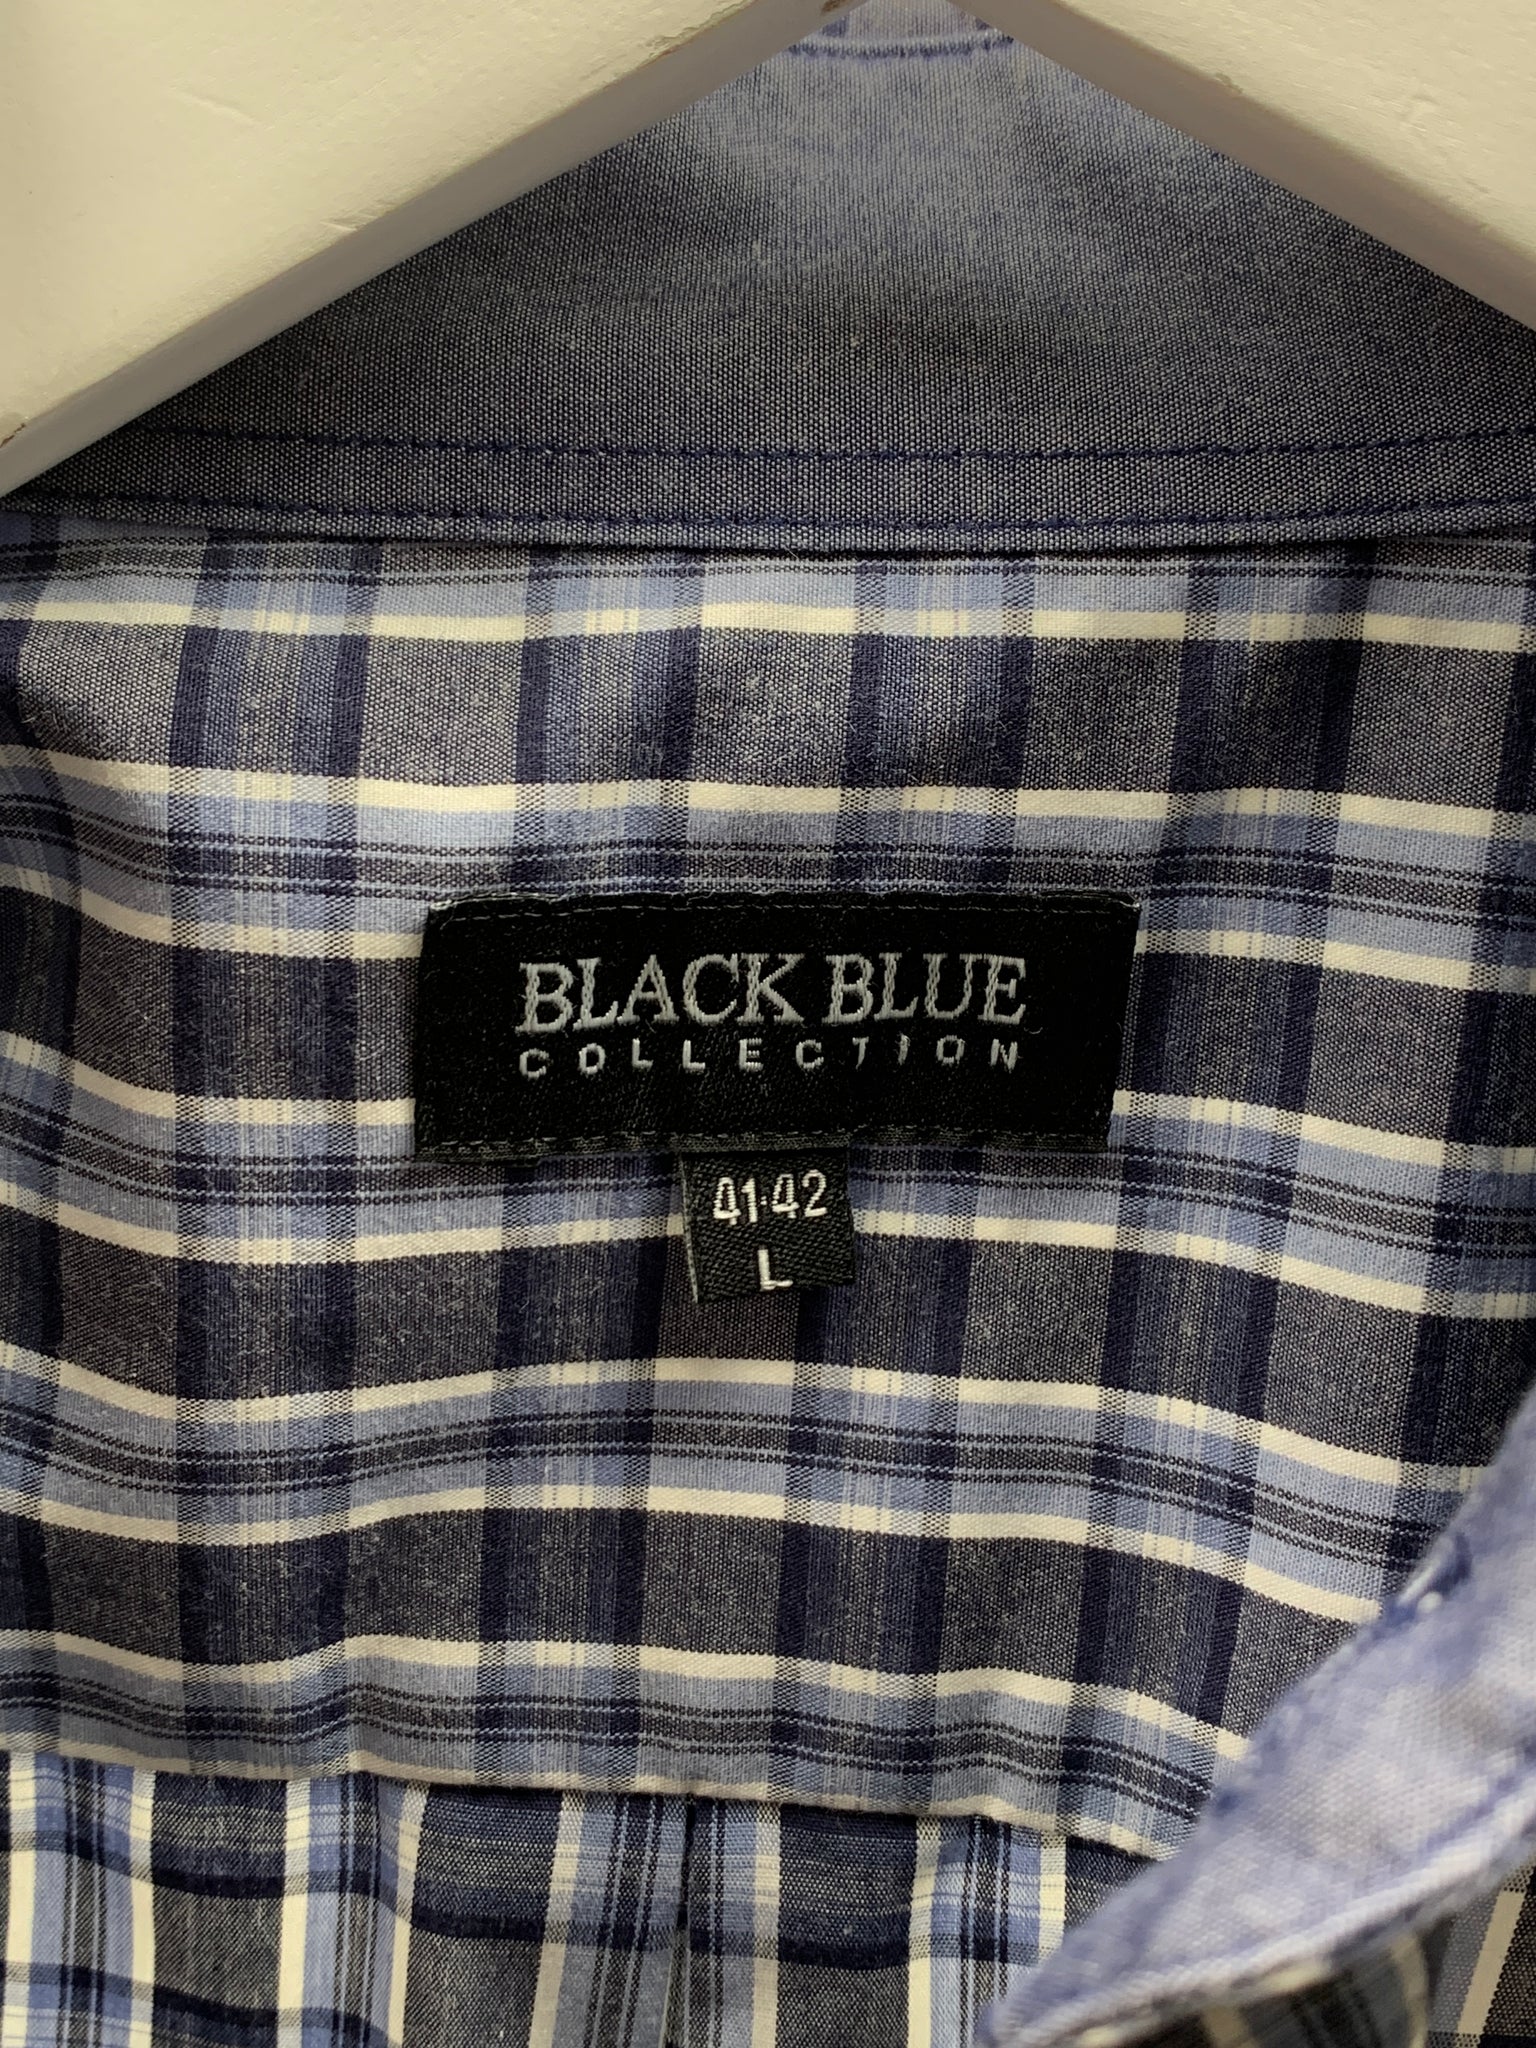 BLACK BLUE
COLLECTION
41-42
L